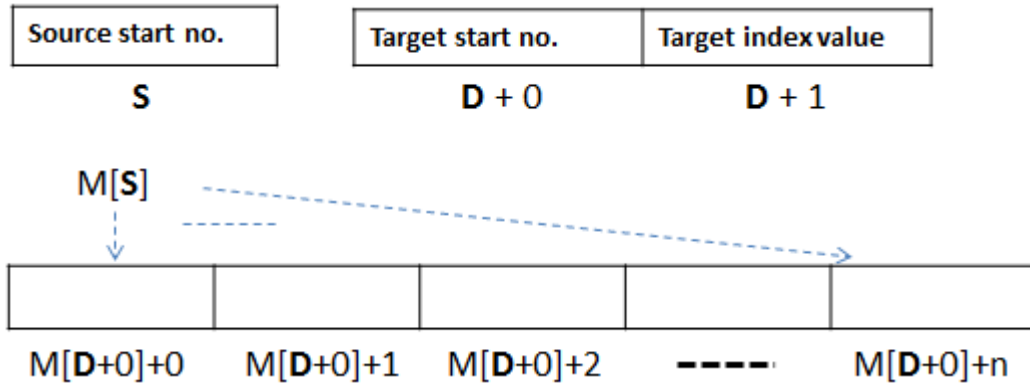 Source start no. Target start no. Target index value
S D + 0 D + 1
M[S]
M[D+0]+0 M[D+0]+1 M[D+0]+2 ----- M[D+0]+n